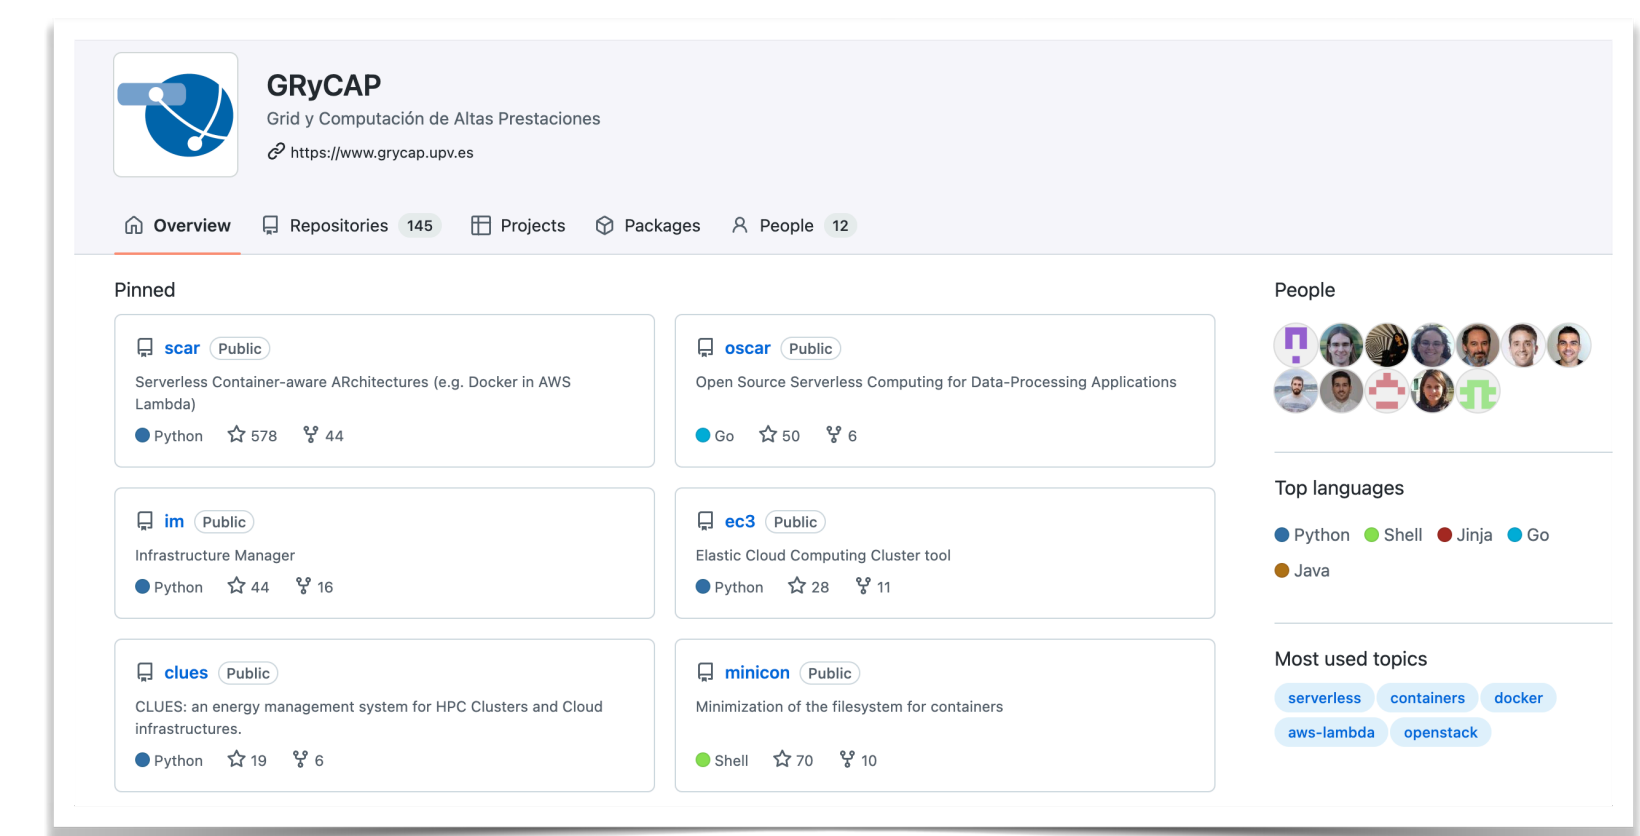 GRyCAP
Grid y Computación de Altas Prestaciones
https://www.grycap.upv.es
Overview Repositories 145 Projects Packages People 12
Pinned
scar Public
Serverless Container-aware ARchitectures (e.g. Docker in AWS
Lambda)
Python 578 44
oscar Public
Open Source Serverless Computing for Data-Processing Applications
Go 50 6
im Public
Infrastructure Manager
Python 44 16
ec3 Public
Elastic Cloud Computing Cluster tool
Python 28 11
clues Public
CLUES: an energy management system for HPC Clusters and Cloud
infrastructures.
Python 19 6
minicon Public
Minimization of the filesystem for containers
Shell 70 10
People
Top languages
Python Shell Jinja Go
Java
Most used topics
serverless containers docker
aws-lambda openstack